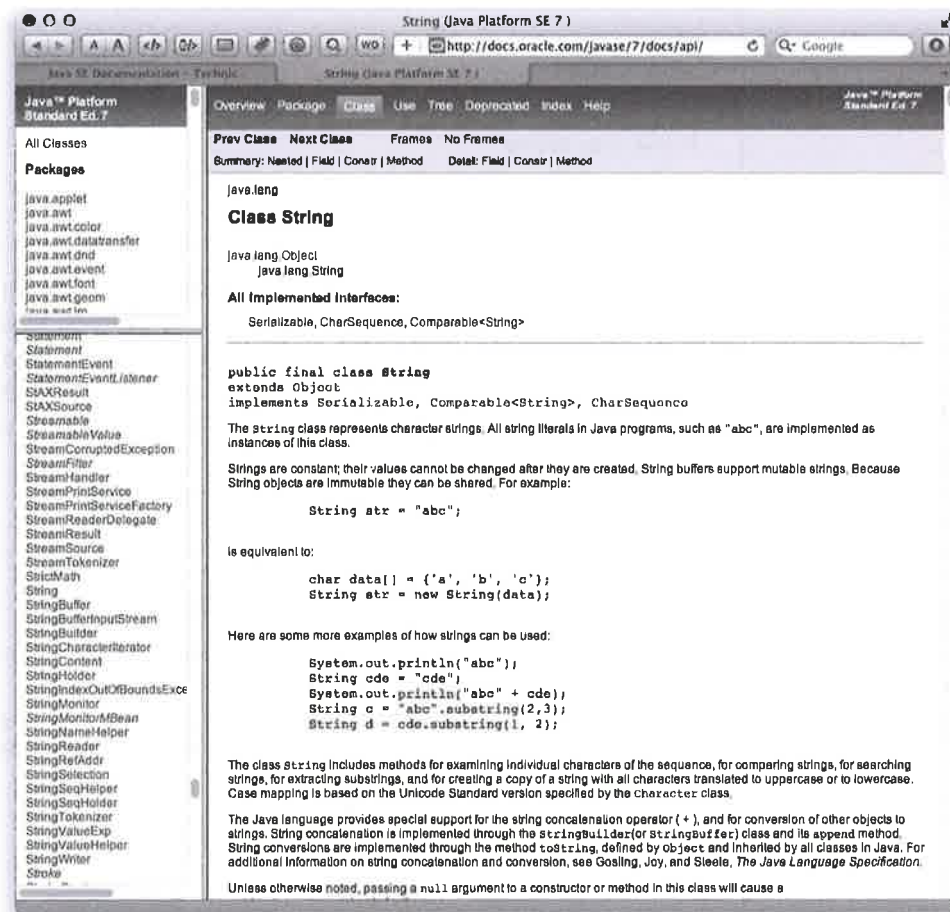 String (Java Platform SE 7 )
A A </>
wo + http://docs.oracle.com/javase/7/docs/api/ C Q- Google
Java SE Documentation - Technic... String (Java Platform SE 7 )
Java™ Platform
Standard Ed. 7
All Classes
Packages
java.applet
java.awt
java.awt.color
java.awt.datatransfer
java.awt.dnd
java.awt.event
java.awt.font
java.awt.geom
java.awt.im
Statement
Statement
StatementEvent
StatementEventListener
StAXResult
StAXSource
Streamable
StreamableValue
StreamCorruptedException
StreamFilter
StreamHandler
StreamPrintService
StreamPrintServiceFactory
StreamReaderDelegate
StreamResult
StreamSource
StreamTokenizer
StrictMath
String
StringBuffer
StringBufferInputStream
StringBuilder
StringCharacterIterator
StringContent
StringHolder
StringIndexOutOfBoundsExce
StringMonitor
StringMonitorMBean
StringNameHelper
StringReader
StringRefAddr
StringSelection
StringSeqHelper
StringSeqHolder
StringTokenizer
StringValueExp
StringValueHelper
StringWriter
Stroke
Overview Package Class Use Tree Deprecated Index Help
Java™ Platform
Standard Ed. 7
Prev Class Next Class Frames No Frames
Summary: Nested | Field | Constr | Method Detail: Field | Constr | Method
java.lang
Class String
java.lang.Object
java.lang.String
All Implemented Interfaces:
Serializable, CharSequence, Comparable<String>
public final class String
extends Object
implements Serializable, Comparable<String>, CharSequence
The String class represents character strings. All string literals in Java programs, such as "abc", are implemented as
instances of this class.
Strings are constant; their values cannot be changed after they are created. String buffers support mutable strings. Because
String objects are immutable they can be shared. For example:
String str = "abc";
is equivalent to:
char data[] = {'a', 'b', 'c'};
String str = new String(data);
Here are some more examples of how strings can be used:
System.out.println("abc");
String cde = "cde";
System.out.println("abc" + cde);
String c = "abc".substring(2,3);
String d = cde.substring(1, 2);
The class String includes methods for examining individual characters of the sequence, for comparing strings, for searching
strings, for extracting substrings, and for creating a copy of a string with all characters translated to uppercase or to lowercase.
Case mapping is based on the Unicode Standard version specified by the Character class.
The Java language provides special support for the string concatenation operator ( + ), and for conversion of other objects to
strings. String concatenation is implemented through the StringBuilder(or StringBuffer) class and its append method.
String conversions are implemented through the method toString, defined by Object and inherited by all classes in Java. For
additional information on string concatenation and conversion, see Gosling, Joy, and Steele, The Java Language Specification.
Unless otherwise noted, passing a null argument to a constructor or method in this class will cause a